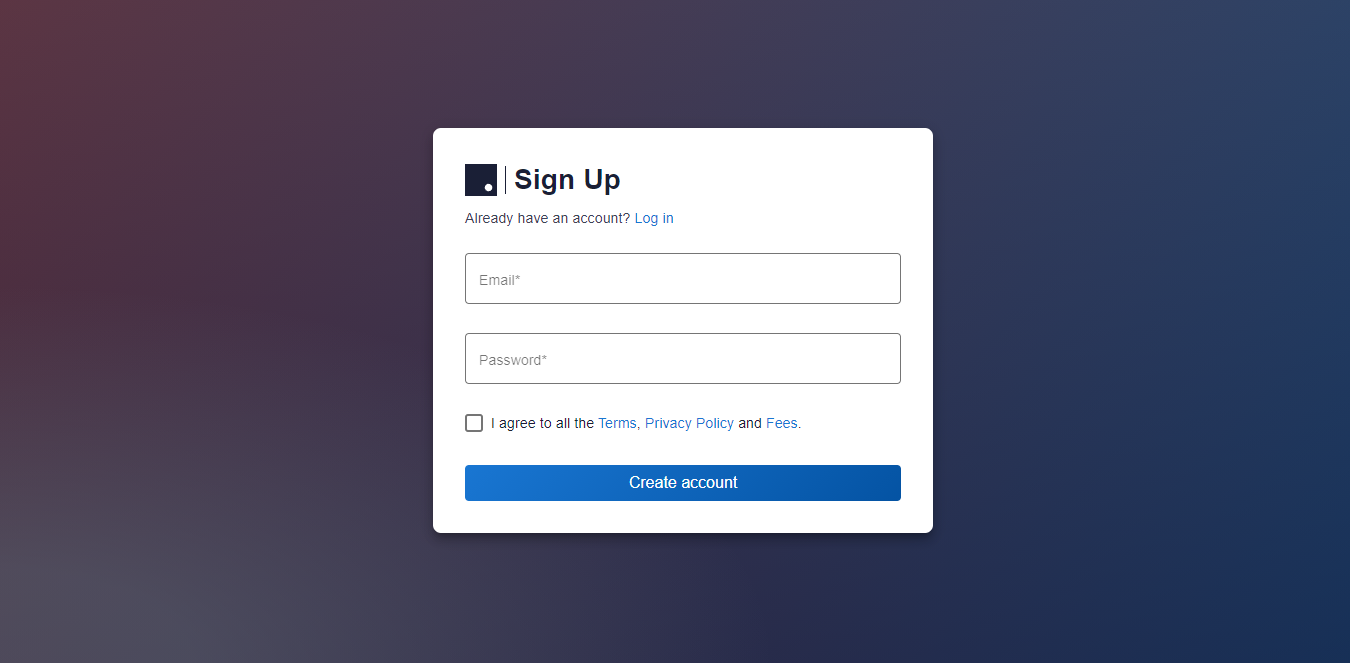 Sign Up
Already have an account? Log in
Email*
Password*
I agree to all the Terms, Privacy Policy and Fees.
Create account